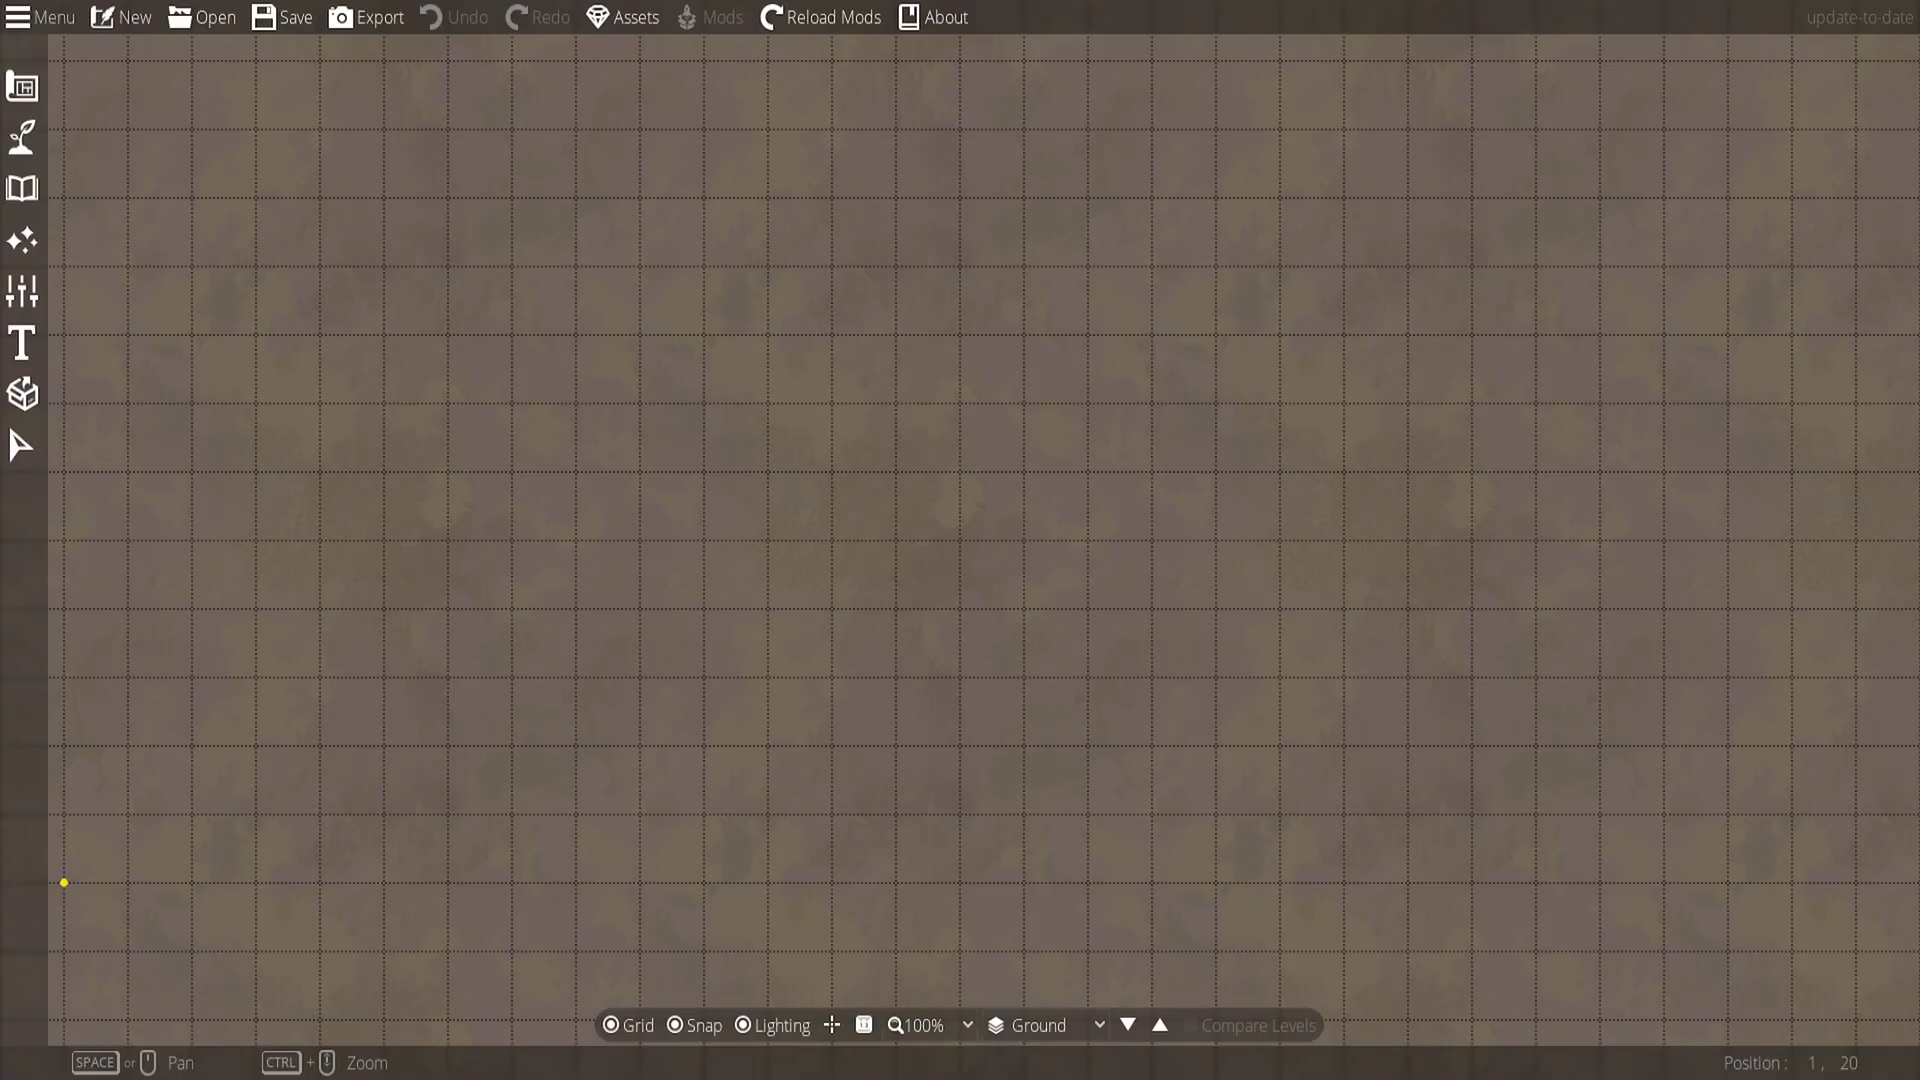 Menu New Open Save Export Undo Redo Assets Mods Reload Mods About update-to-date
T
Grid Snap Lighting 100% Ground Compare Levels
SPACE or Pan CTRL + Zoom Position : 1 , 20